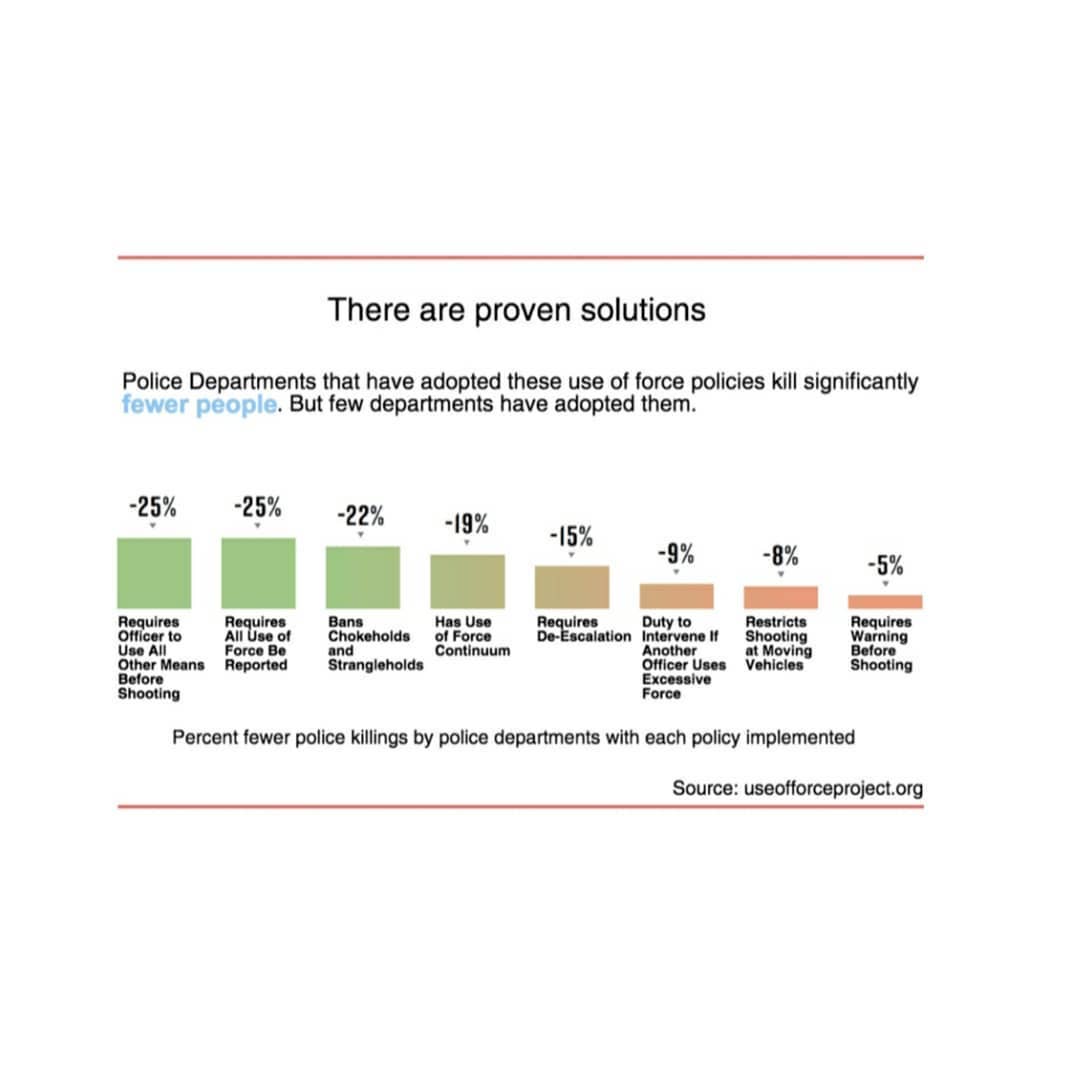 There are proven solutions
Police Departments that have adopted these use of force policies kill significantly
fewer people. But few departments have adopted them.
-25%
Requires
Officer to
Use All
Other Means
Before
Shooting
-25%
Requires
All Use of
Force Be
Reported
-22%
Bans
Chokeholds
and
Strangleholds
-19%
Has Use
of Force
Continuum
-15%
Requires
De-Escalation
-9%
Duty to
Intervene If
Another
Officer Uses
Excessive
Force
-8%
Restricts
Shooting
at Moving
Vehicles
-5%
Requires
Warning
Before
Shooting
Percent fewer police killings by police departments with each policy implemented
Source: useofforceproject.org